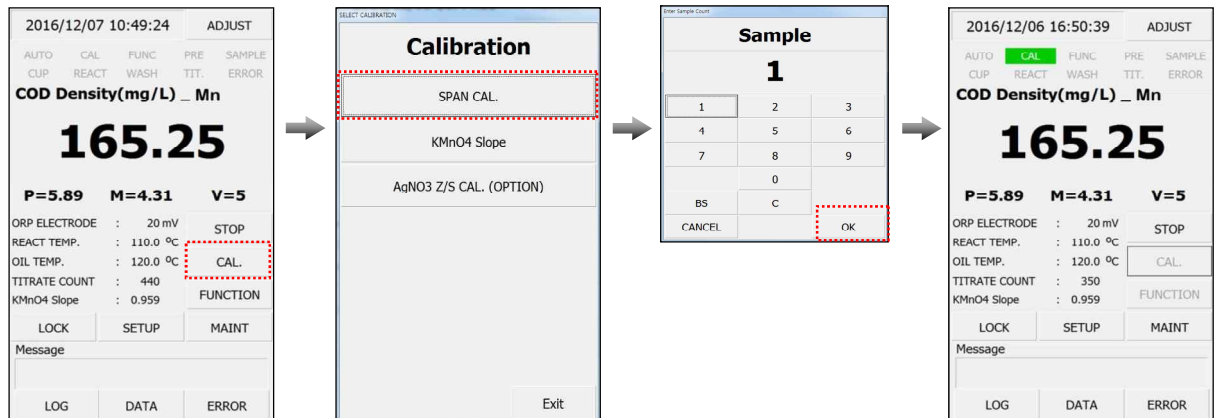 2016/12/07 10:49:24 ADJUST
AUTO CAL FUNC PRE SAMPLE
CUP REACT WASH TIT. ERROR
COD Density(mg/L) _ Mn
165.25
P=5.89 M=4.31 V=5
ORP ELECTRODE : 20 mV
REACT TEMP. : 110.0 ºC
OIL TEMP. : 120.0 ºC
TITRATE COUNT : 440
KMnO4 Slope : 0.959
STOP
CAL.
FUNCTION
LOCK SETUP MAINT
Message
LOG DATA ERROR
SELECT CALIBRATION
Calibration
SPAN CAL.
KMnO4 Slope
AgNO3 Z/S CAL. (OPTION)
Exit
Enter Sample Count
Sample
1
1 2 3
4 5 6
7 8 9
0
BS C
CANCEL OK
2016/12/06 16:50:39 ADJUST
AUTO CAL FUNC PRE SAMPLE
CUP REACT WASH TIT. ERROR
COD Density(mg/L) _ Mn
165.25
P=5.89 M=4.31 V=5
ORP ELECTRODE : 20 mV
REACT TEMP. : 110.0 ºC
OIL TEMP. : 120.0 ºC
TITRATE COUNT : 350
KMnO4 Slope : 0.959
STOP
CAL.
FUNCTION
LOCK SETUP MAINT
Message
LOG DATA ERROR